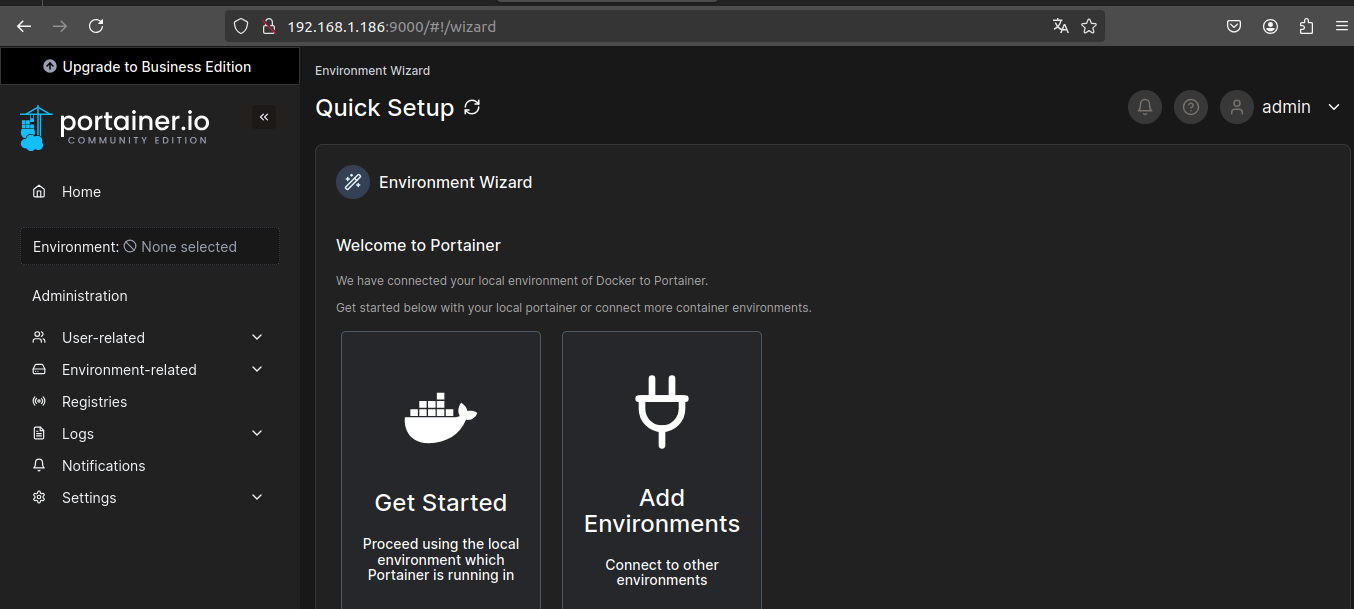 192.168.1.186:9000/#!/wizard
Upgrade to Business Edition
portainer.io
COMMUNITY EDITION
Home
Environment: None selected
Administration
User-related
Environment-related
Registries
Logs
Notifications
Settings
Environment Wizard
Quick Setup
admin
Environment Wizard
Welcome to Portainer
We have connected your local environment of Docker to Portainer.
Get started below with your local portainer or connect more container environments.
Get Started
Proceed using the local
environment which
Portainer is running in
Add
Environments
Connect to other
environments